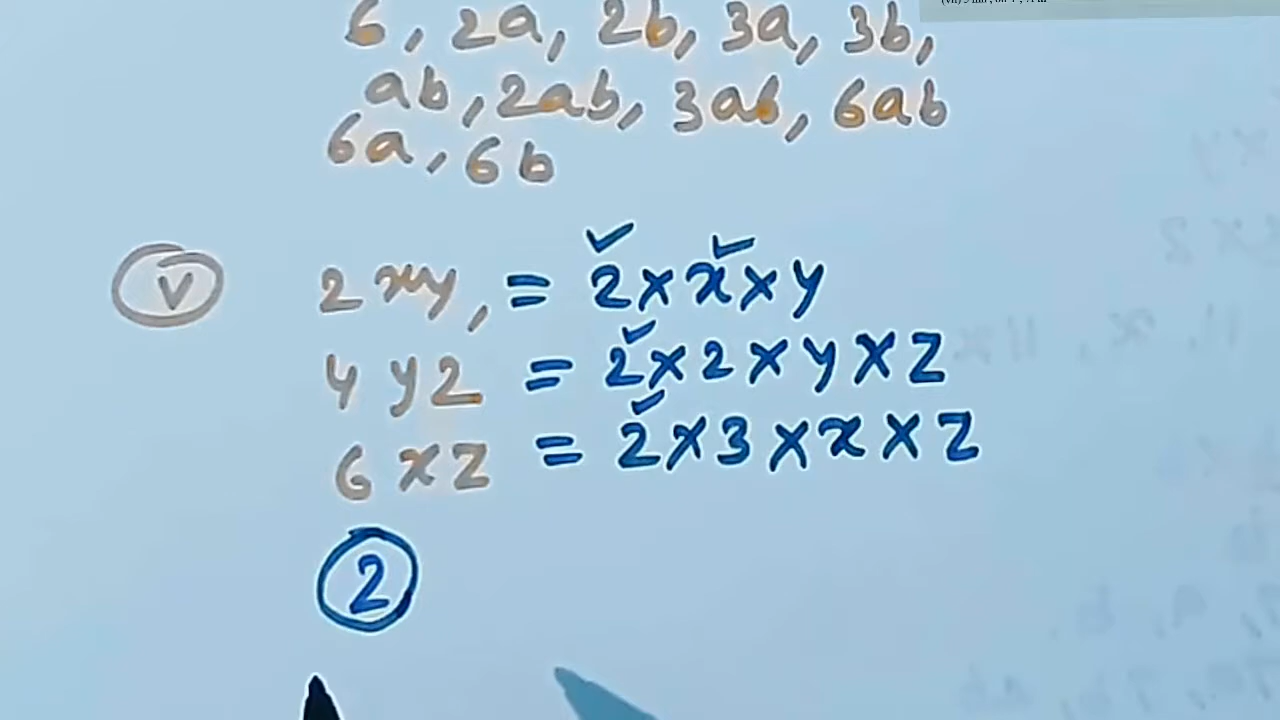 6, 2a, 2b, 3a, 3b,
ab, 2ab, 3ab, 6ab
6a, 6b
(v) 2xy, = 2×x×y
4yz = 2×2×y×z
6xz = 2×3×x×z
2